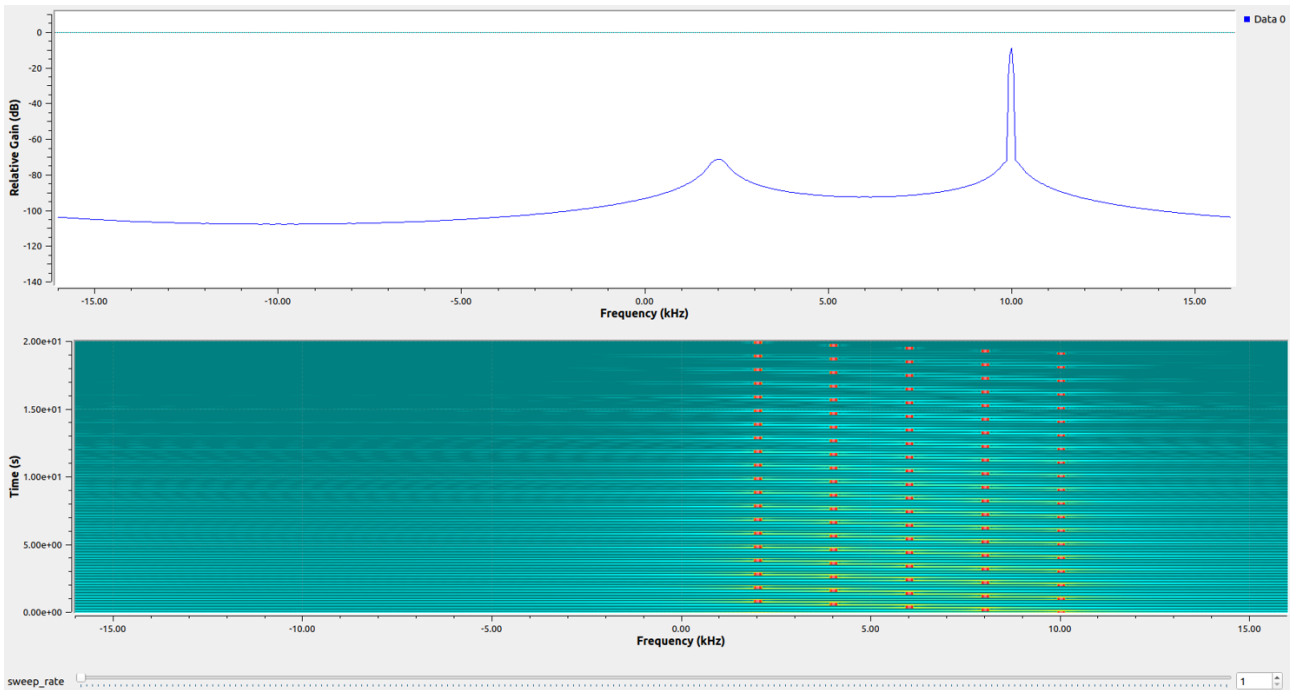 Data 0
0
-20
-40
-60
-80
-100
-120
-140
Relative Gain (dB)
-15.00 -10.00 -5.00 0.00 5.00 10.00 15.00
Frequency (kHz)
2.00e+01
1.50e+01
1.00e+01
5.00e+00
0.00e+00
Time (s)
-15.00 -10.00 -5.00 0.00 5.00 10.00 15.00
Frequency (kHz)
sweep_rate 1